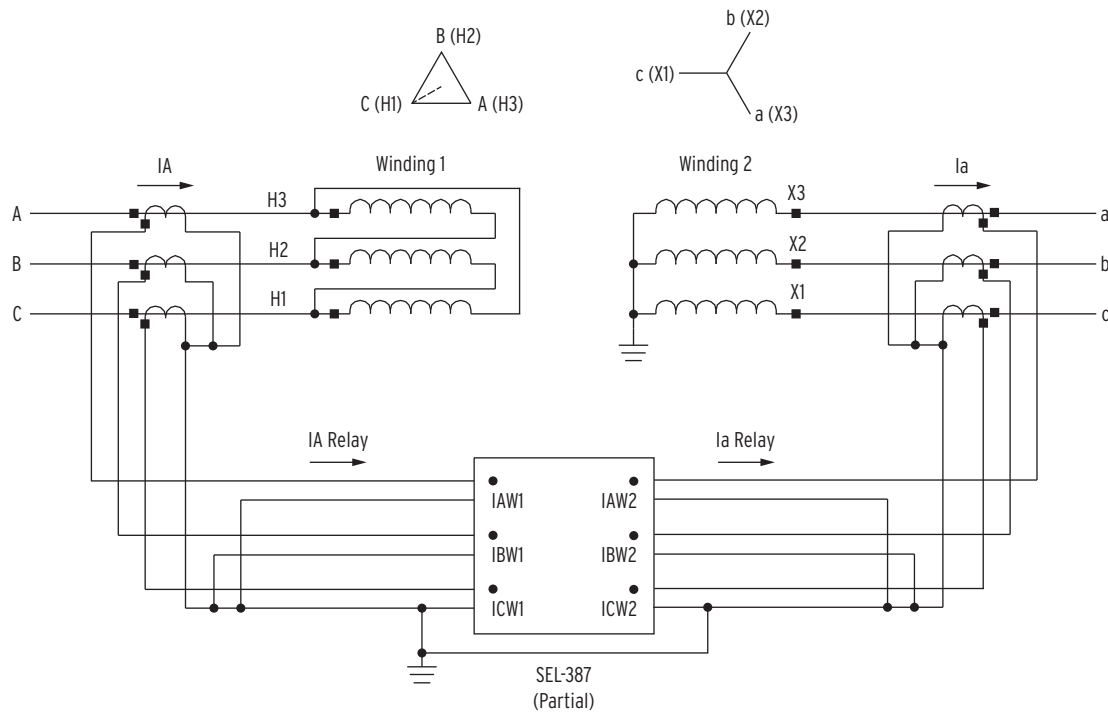 B (H2)
C (H1)
A (H3)
b (X2)
c (X1)
a (X3)
IA
Winding 1
Winding 2
Ia
A
H3
X3
a
B
H2
X2
b
C
H1
X1
c
IA Relay
Ia Relay
IAW1
IAW2
IBW1
IBW2
ICW1
ICW2
SEL-387
(Partial)